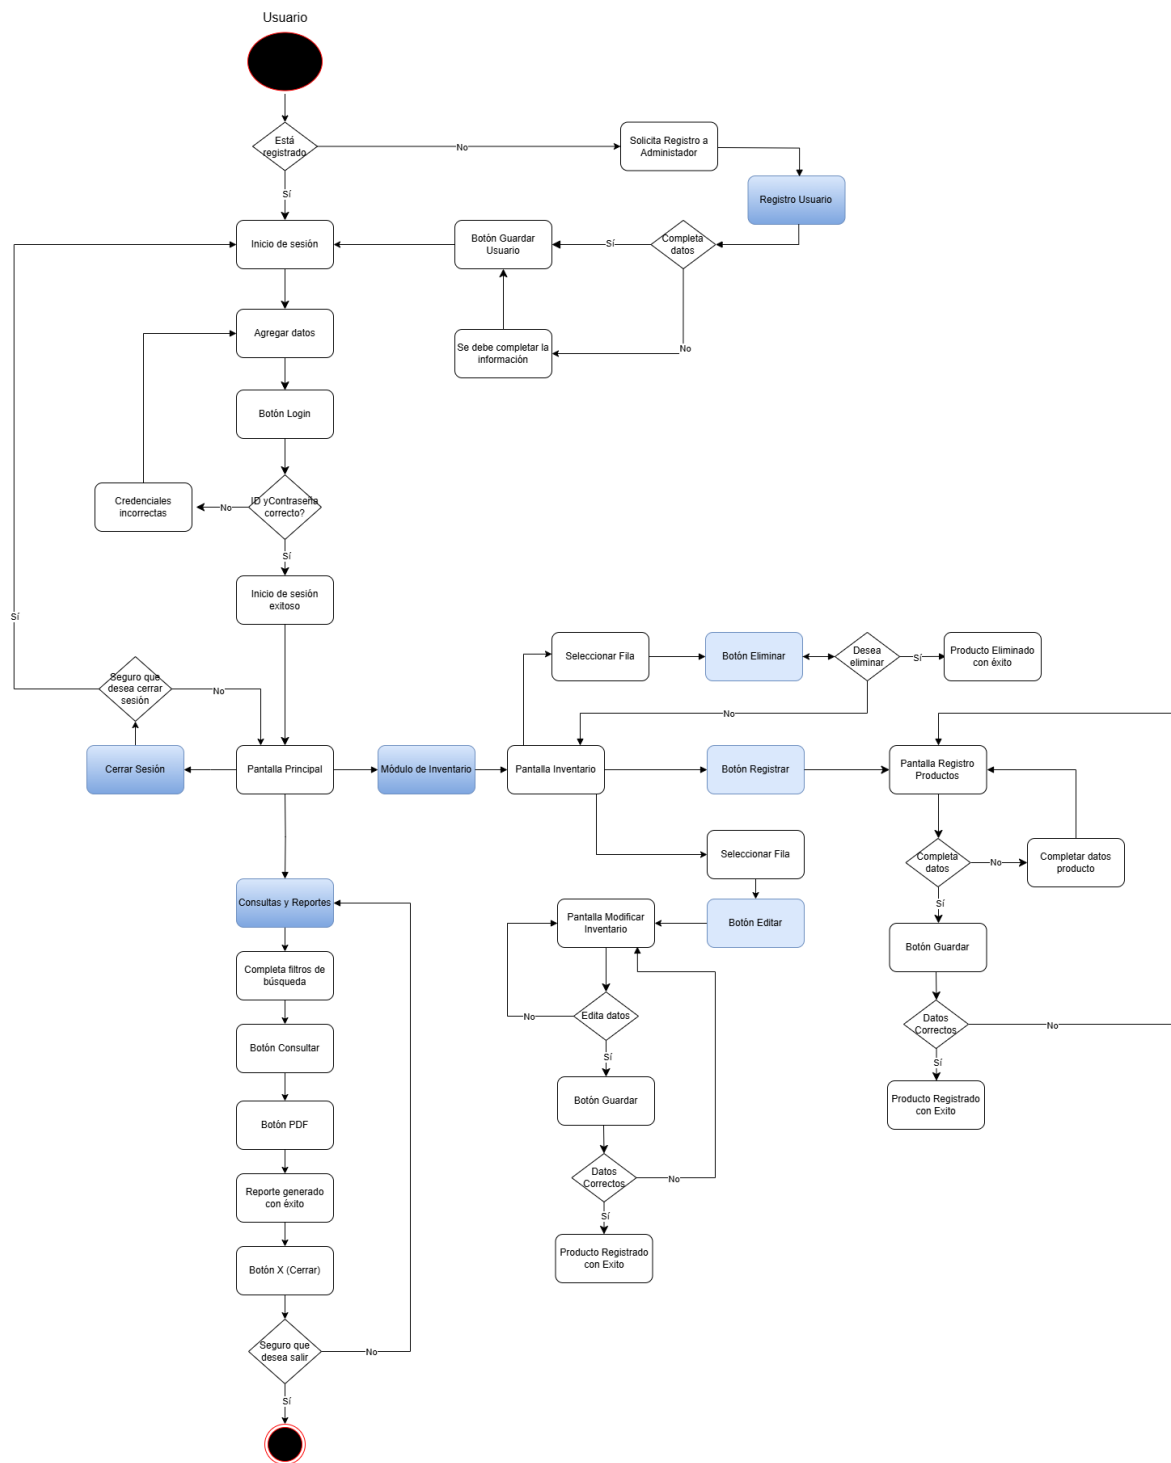 Usuario
Está
registrado
No
Solicita Registro a
Administador
Registro Usuario
Sí
Inicio de sesión
Botón Guardar
Usuario
Sí
Completa
datos
No
Se debe completar la
información
Agregar datos
Botón Login
ID yContraseña
correcto?
No
Credenciales
incorrectas
Sí
Inicio de sesión
exitoso
Sí
Seguro que
desea cerrar
sesión
No
Cerrar Sesión
Pantalla Principal
Módulo de Inventario
Pantalla Inventario
Seleccionar Fila
Botón Eliminar
Desea
eliminar
Sí
Producto Eliminado
con éxito
No
Botón Registrar
Pantalla Registro
Productos
Completa
datos
No
Completar datos
producto
Sí
Botón Guardar
Datos
Correctos
No
Sí
Producto Registrado
con Exito
Seleccionar Fila
Botón Editar
Pantalla Modificar
Inventario
Edita datos
No
Sí
Botón Guardar
Datos
Correctos
No
Sí
Producto Registrado
con Exito
Consultas y Reportes
Completa filtros de
búsqueda
Botón Consultar
Botón PDF
Reporte generado
con éxito
Botón X (Cerrar)
Seguro que
desea salir
No
Sí